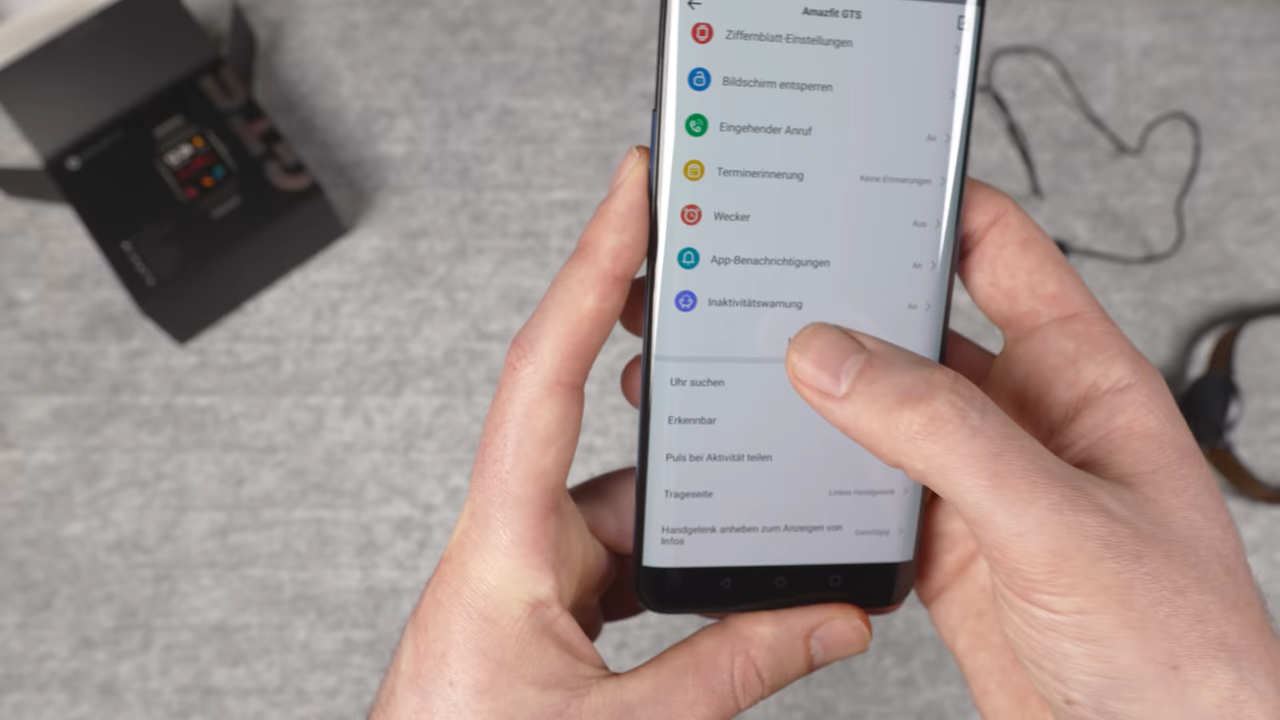 Amazfit GTS
Ziffernblatt-Einstellungen
Bildschirm entsperren
Eingehender Anruf An
Terminerinnerung Keine Erinnerungen
Wecker Aus
App-Benachrichtigungen An
Inaktivitätswarnung An
Uhr suchen
Erkennbar
Puls bei Aktivität teilen
Trageseite Linkes Handgelenk
Handgelenk anheben zum Anzeigen von Ganztägig
Infos